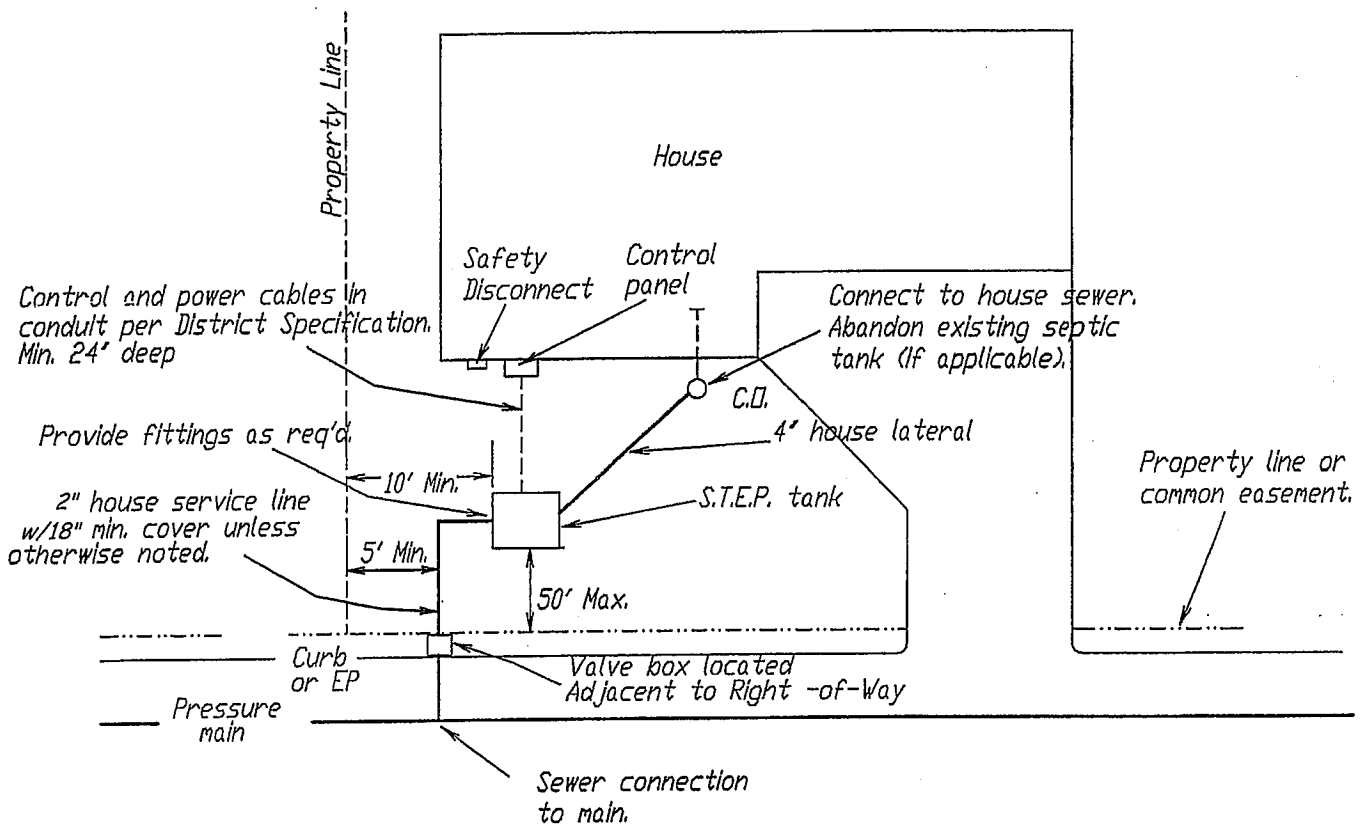 Property Line
House
Safety
Disconnect
Control
panel
Control and power cables in
conduit per District Specification.
Min. 24" deep
Connect to house sewer.
Abandon existing septic
tank (If applicable).
C.O.
Provide fittings as req'd.
4" house lateral
10' Min.
2" house service line
w/18" min. cover unless
otherwise noted.
S.T.E.P. tank
Property line or
common easement.
5' Min.
50' Max.
Curb
or EP
Valve box located
Adjacent to Right -of-Way
Pressure
main
Sewer connection
to main.